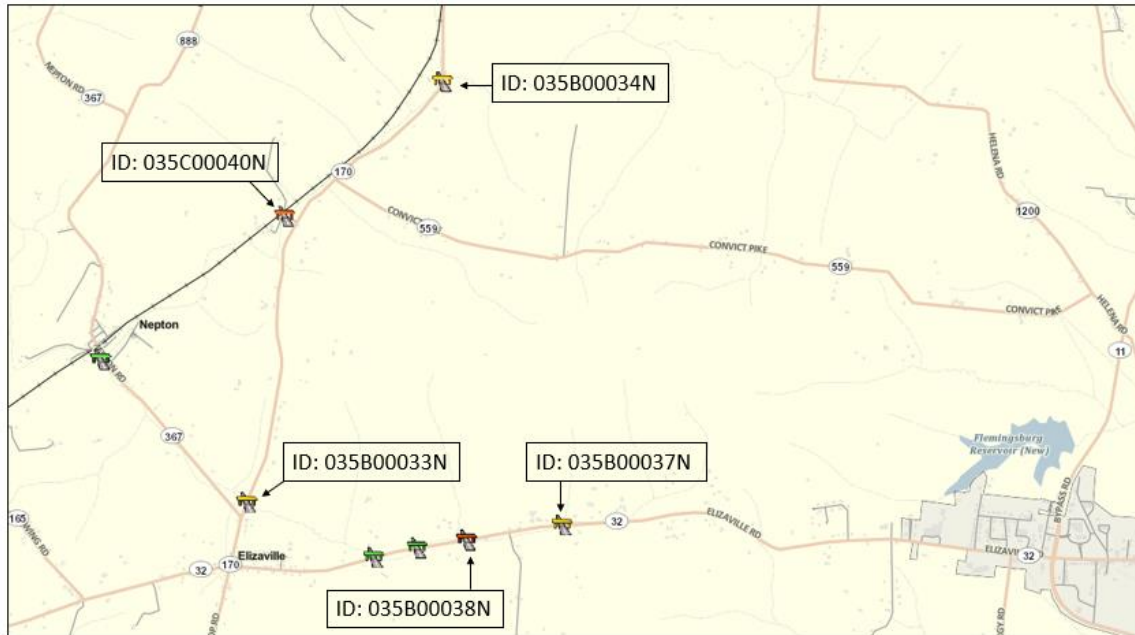 888
NEPTON RD
367
ID: 035B00034N
ID: 035C00040N
170
HELENA RD
CONVICT
559
1200
CONVICT PIKE
559
CONVICT PIKE
HELENA RD
Nepton
11
367
ID: 035B00033N
ID: 035B00037N
Flemingsburg
Reservoir (New)
BYPASS RD
165
EWING RD
32
ELIZAVILLE RD
Elizaville
32
170
32
ID: 035B00038N